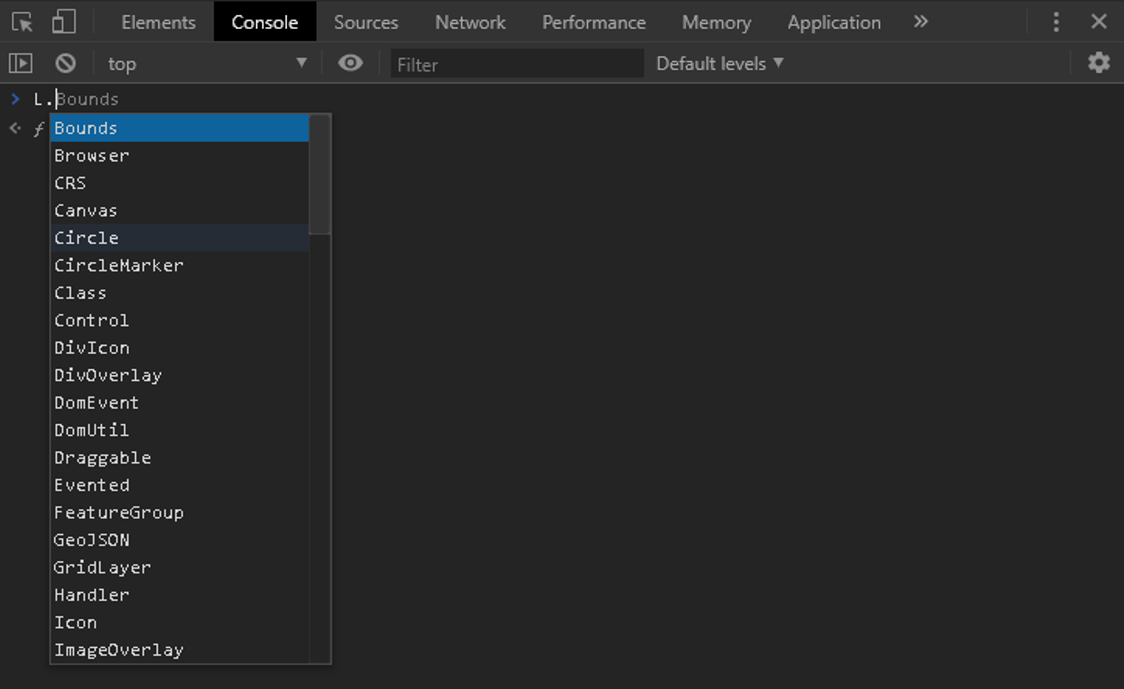 Elements Console Sources Network Performance Memory Application »
top ▼ Filter Default levels ▼
> L.Bounds
ƒ
Bounds
Browser
CRS
Canvas
Circle
CircleMarker
Class
Control
DivIcon
DivOverlay
DomEvent
DomUtil
Draggable
Evented
FeatureGroup
GeoJSON
GridLayer
Handler
Icon
ImageOverlay